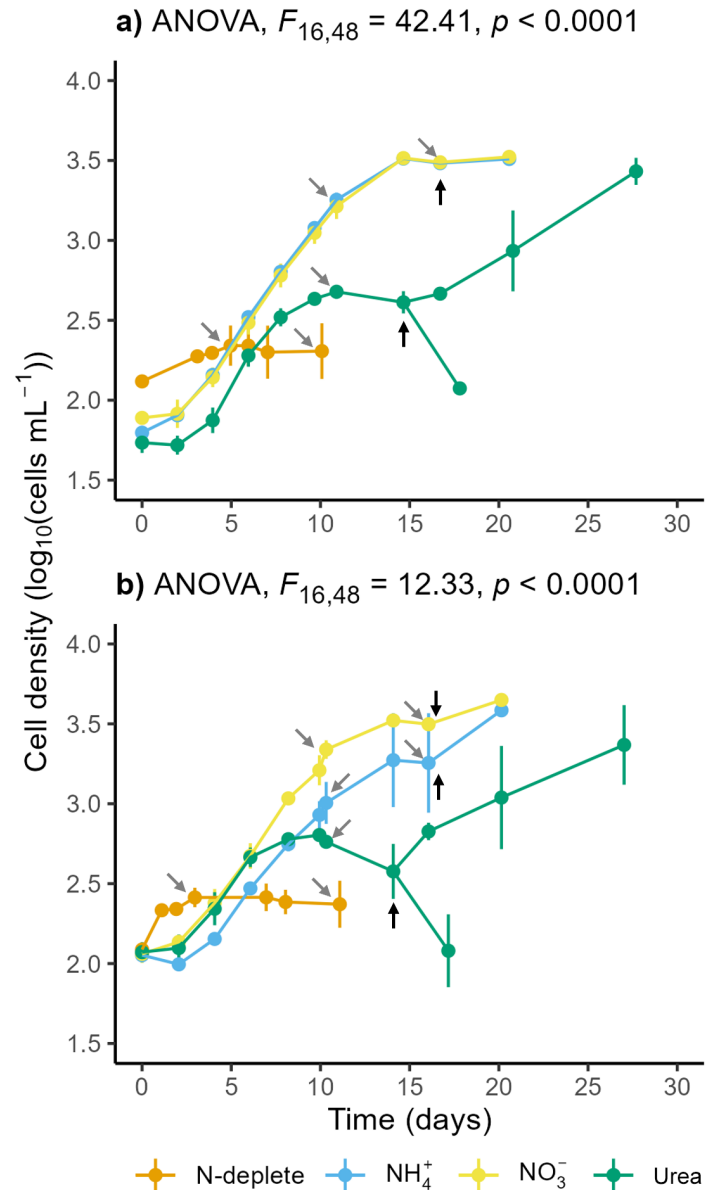 a) ANOVA, F₁₆,₄₈ = 42.41, p < 0.0001
4.0
3.5
3.0
2.5
2.0
1.5
0 5 10 15 20 25 30
Cell density (log₁₀(cells mL⁻¹))
b) ANOVA, F₁₆,₄₈ = 12.33, p < 0.0001
4.0
3.5
3.0
2.5
2.0
1.5
0 5 10 15 20 25 30
Time (days)
N-deplete NH₄⁺ NO₃⁻ Urea